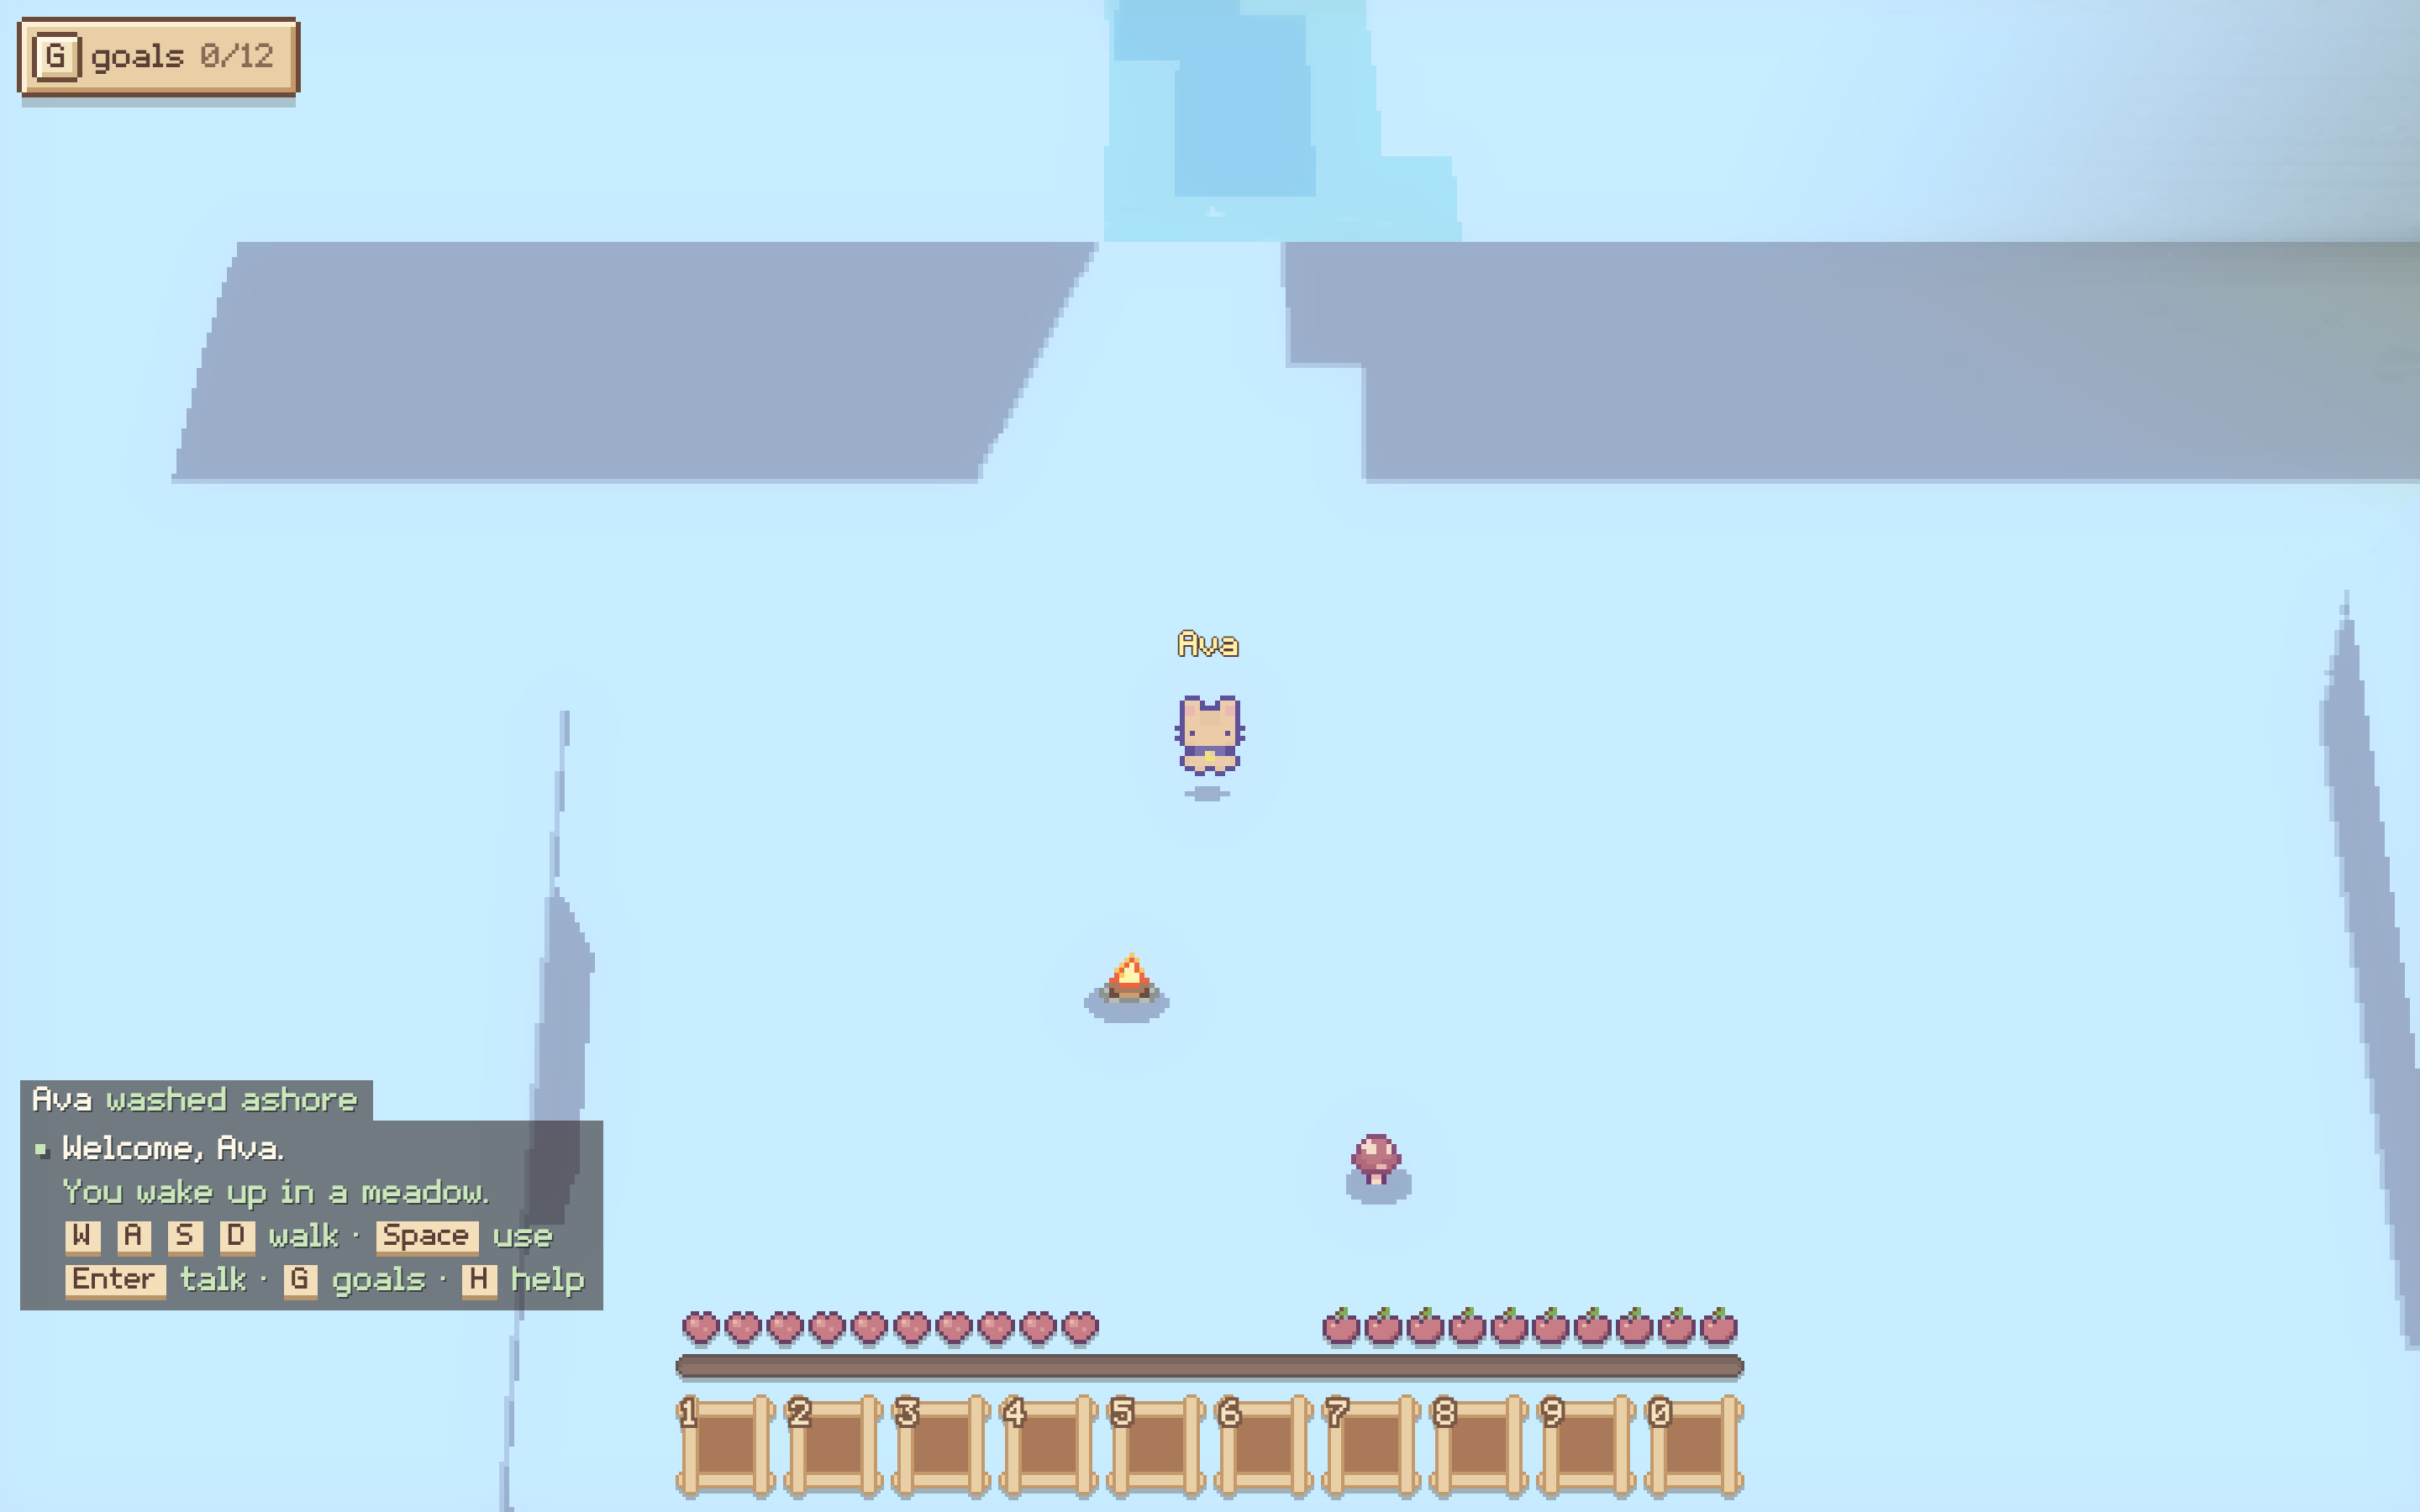 G goals 0/12
Ava
Ava washed ashore
Welcome, Ava.
You wake up in a meadow.
W A S D walk · Space use
Enter talk · G goals · H help
1 2 3 4 5 6 7 8 9 0